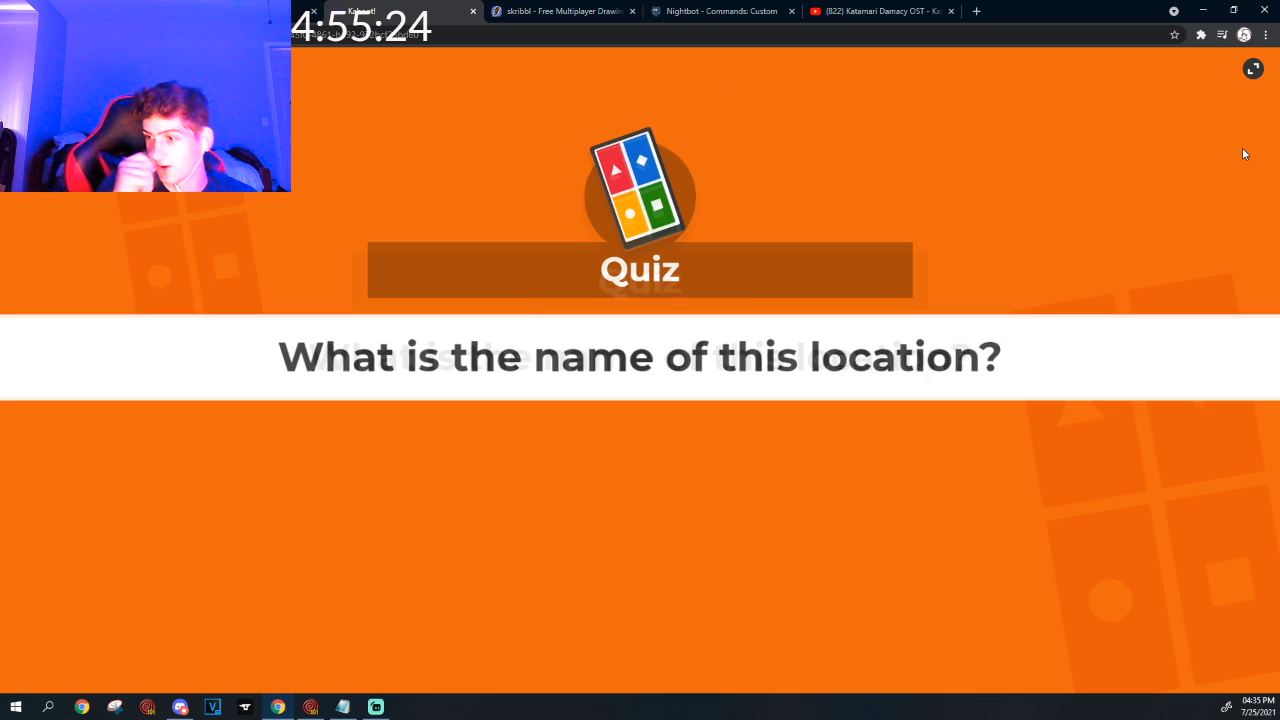 Kahoot!
skribbl - Free Multiplayer Drawin
Nightbot - Commands: Custom
(822) Katamari Damacy OST - Ka
4:55:24
Quiz
What is the name of this location?
04:35 PM
7/25/2021